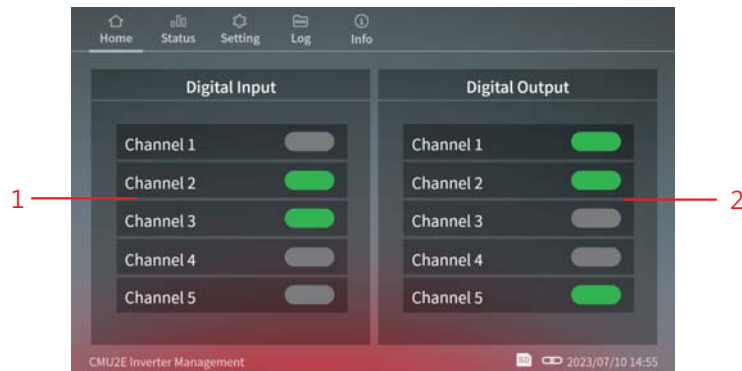 Home Status Setting Log Info
Digital Input
Channel 1
Channel 2
Channel 3
Channel 4
Channel 5
Digital Output
Channel 1
Channel 2
Channel 3
Channel 4
Channel 5
1
2
CMU2E Inverter Management
SD 2023/07/10 14:55